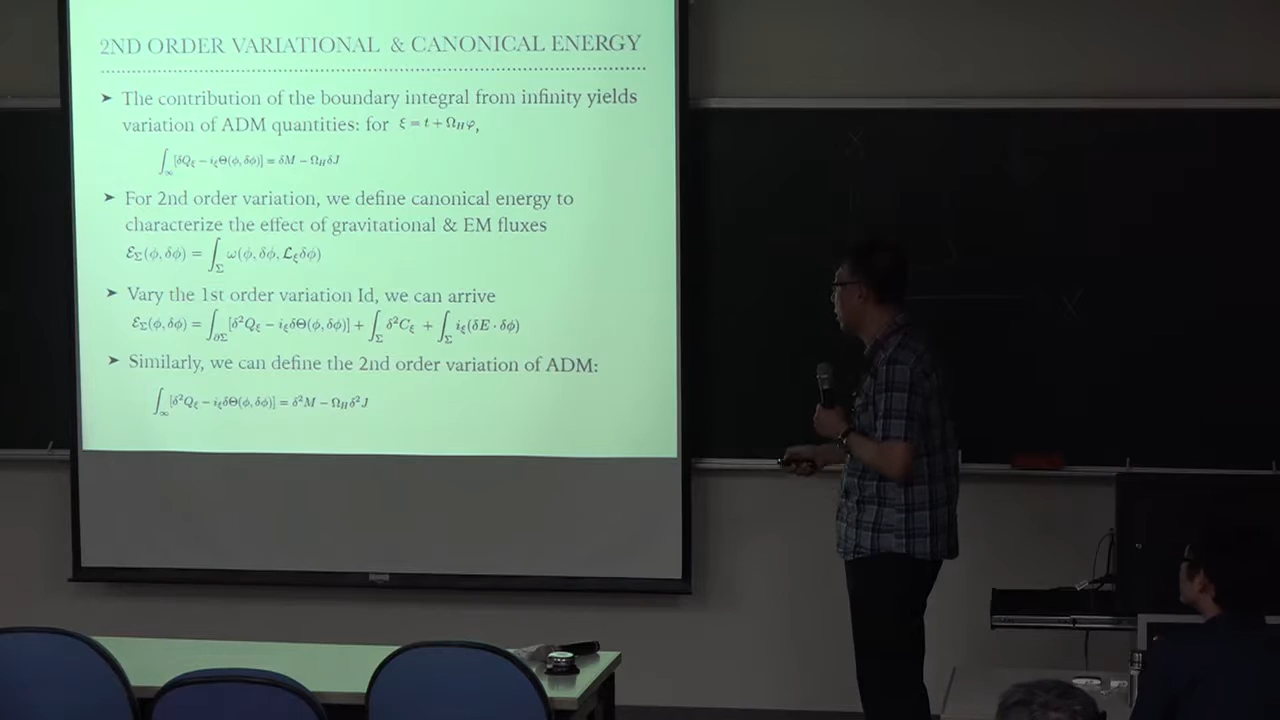 2ND ORDER VARIATIONAL & CANONICAL ENERGY
➤ The contribution of the boundary integral from infinity yields
variation of ADM quantities: for ξ = t + Ω_H φ,
∫_∞ [δQ_ξ − i_ξ Θ(ϕ, δϕ)] = δM − Ω_H δJ
➤ For 2nd order variation, we define canonical energy to
characterize the effect of gravitational & EM fluxes
ℰ_Σ(ϕ, δϕ) = ∫_Σ ω(ϕ, δϕ, ℒ_ξ δϕ)
➤ Vary the 1st order variation Id, we can arrive
ℰ_Σ(ϕ, δϕ) = ∫_∂Σ [δ²Q_ξ − i_ξ δΘ(ϕ, δϕ)] + ∫_Σ δ²C_ξ + ∫_Σ i_ξ(δE · δϕ)
➤ Similarly, we can define the 2nd order variation of ADM:
∫_∞ [δ²Q_ξ − i_ξ δΘ(ϕ, δϕ)] = δ²M − Ω_H δ²J